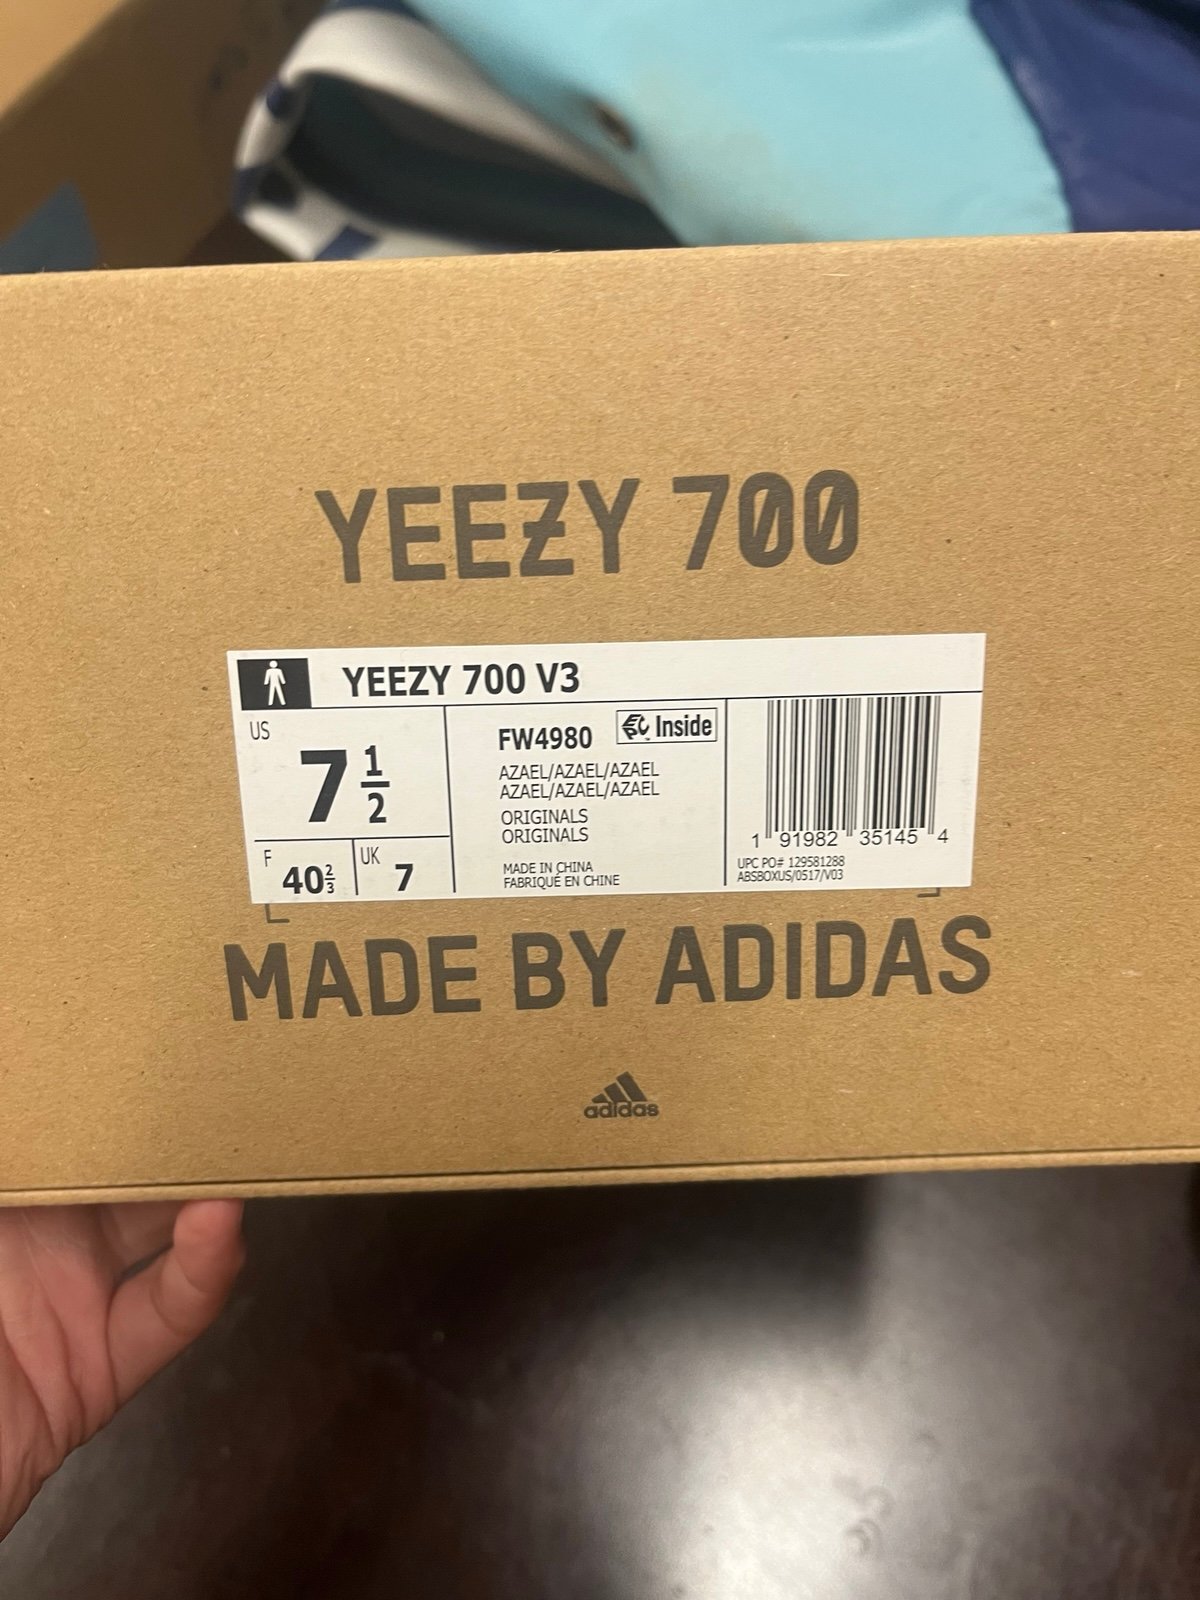 YEEZY 700
YEEZY 700 V3
US
7 1/2
F
40 2/3
UK
7
FW4980
Inside
AZAEL/AZAEL/AZAEL
AZAEL/AZAEL/AZAEL
ORIGINALS
ORIGINALS
MADE IN CHINA
FABRIQUÉ EN CHINE
1 91982 35145 4
UPC PO# 129581288
ABSBOXUS/0517/V03
MADE BY ADIDAS
adidas